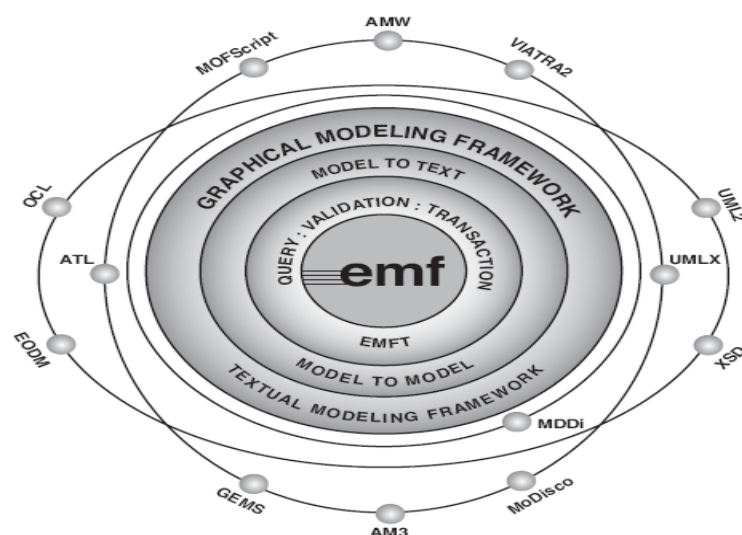 AMW
MOFScript
VIATRA2
GRAPHICAL MODELING FRAMEWORK
MODEL TO TEXT
QUERY : VALIDATION : TRANSACTION
OCL
UML2
ATL
emf
UMLX
EODM
EMFT
XSD
MODEL TO MODEL
TEXTUAL MODELING FRAMEWORK
MDDi
GEMS
MoDisco
AM3